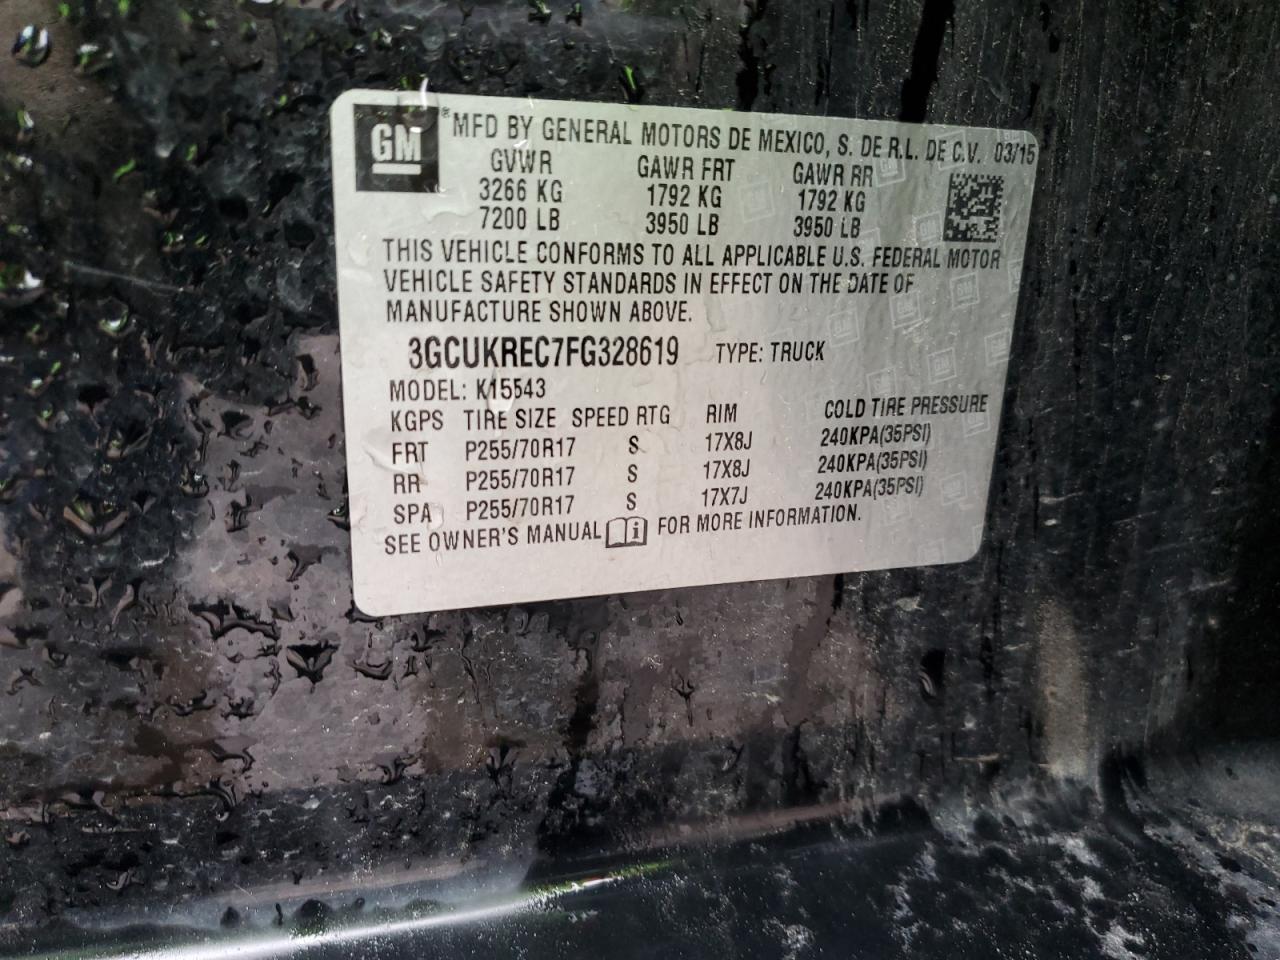 GM ® MFD BY GENERAL MOTORS DE MEXICO, S. DE R.L. DE C.V. 03/15
GVWR GAWR FRT GAWR RR
3266 KG 1792 KG 1792 KG
7200 LB 3950 LB 3950 LB
THIS VEHICLE CONFORMS TO ALL APPLICABLE U.S. FEDERAL MOTOR
VEHICLE SAFETY STANDARDS IN EFFECT ON THE DATE OF
MANUFACTURE SHOWN ABOVE.
3GCUKREC7FG328619 TYPE: TRUCK
MODEL: K15543
KGPS TIRE SIZE SPEED RTG RIM COLD TIRE PRESSURE
FRT P255/70R17 S 17X8J 240KPA(35PSI)
RR P255/70R17 S 17X8J 240KPA(35PSI)
SPA P255/70R17 S 17X7J 240KPA(35PSI)
SEE OWNER'S MANUAL i FOR MORE INFORMATION.